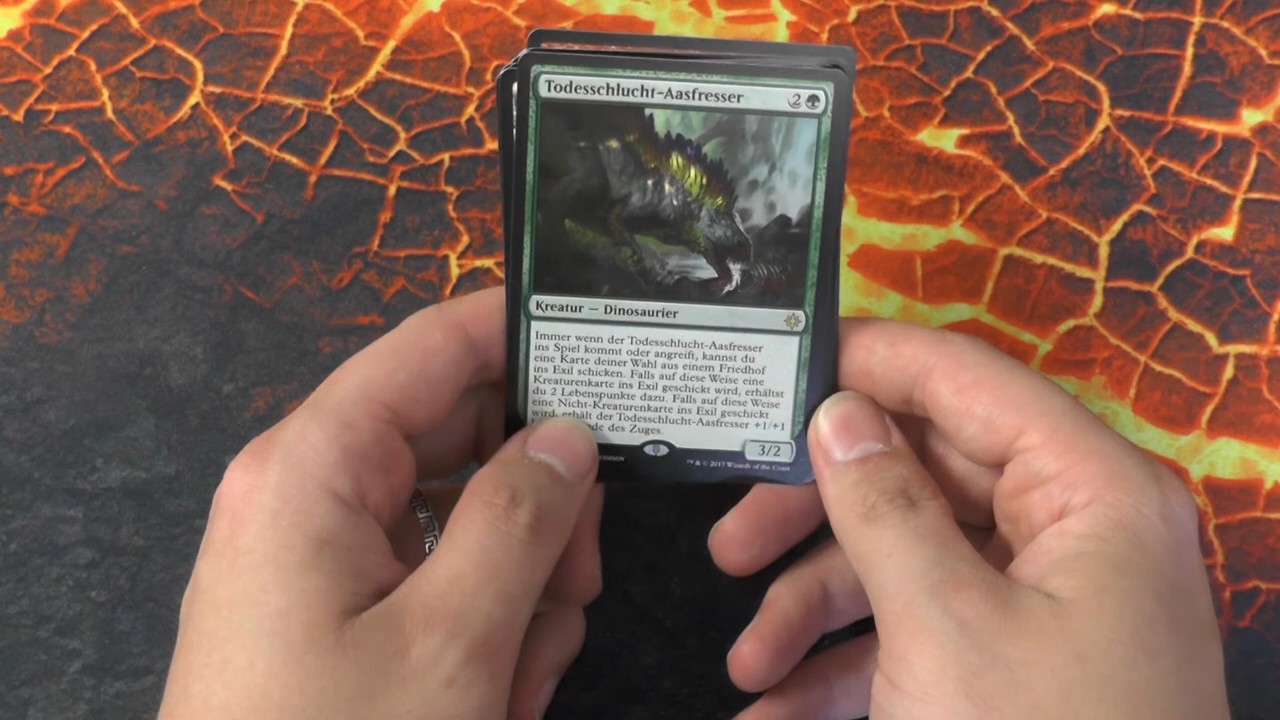 Todesschlucht-Aasfresser 2
Kreatur — Dinosaurier
Immer wenn der Todesschlucht-Aasfresser
ins Spiel kommt oder angreift, kannst du
eine Karte deiner Wahl aus einem Friedhof
ins Exil schicken. Falls auf diese Weise eine
Kreaturenkarte ins Exil geschickt wird, erhältst
du 2 Lebenspunkte dazu. Falls auf diese Weise
eine Nicht-Kreaturenkarte ins Exil geschickt
wird, erhält der Todesschlucht-Aasfresser +1/+1
des Zuges.
3/2
™ & © 2017 Wizards of the Coast